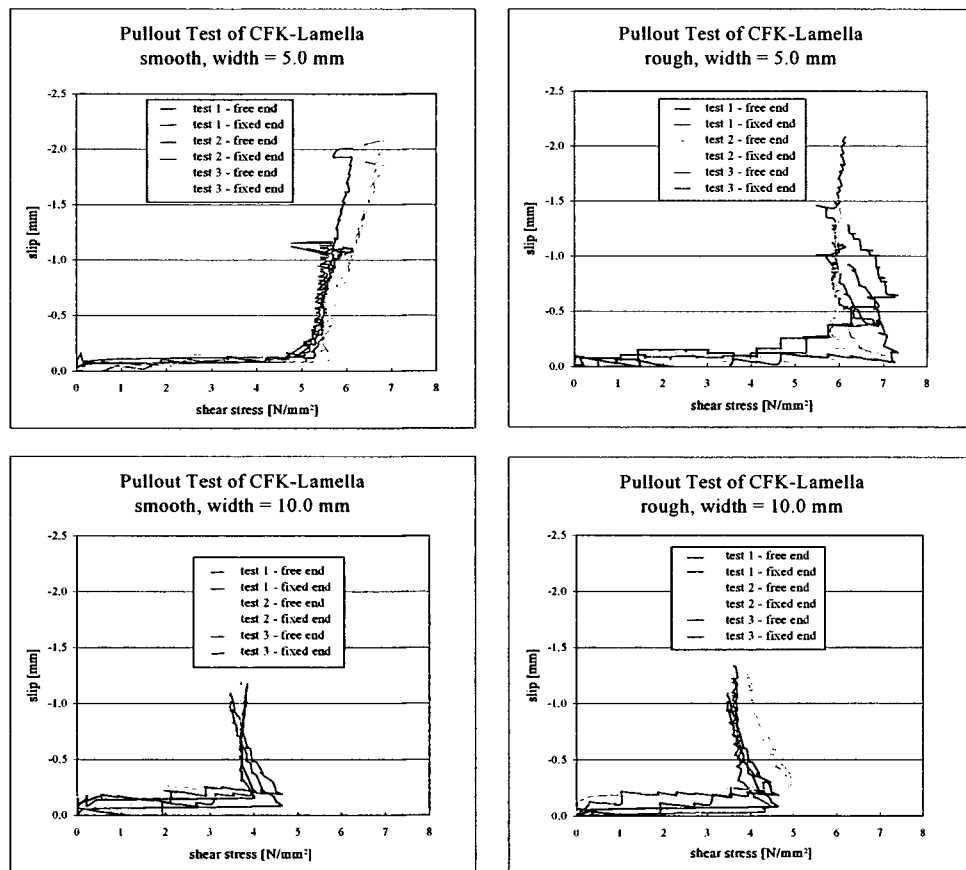 Pullout Test of CFK-Lamella
smooth, width = 5.0 mm
-2.5
-2.0
-1.5
-1.0
-0.5
0.0
slip [mm]
test 1 - free end
test 1 - fixed end
test 2 - free end
test 2 - fixed end
test 3 - free end
test 3 - fixed end
0 1 2 3 4 5 6 7 8
shear stress [N/mm²]
Pullout Test of CFK-Lamella
rough, width = 5.0 mm
-2.5
-2.0
-1.5
-1.0
-0.5
0.0
slip [mm]
test 1 - free end
test 1 - fixed end
test 2 - free end
test 2 - fixed end
test 3 - free end
test 3 - fixed end
0 1 2 3 4 5 6 7 8
shear stress [N/mm²]
Pullout Test of CFK-Lamella
smooth, width = 10.0 mm
-2.5
-2.0
-1.5
-1.0
-0.5
0.0
slip [mm]
test 1 - free end
test 1 - fixed end
test 2 - free end
test 2 - fixed end
test 3 - free end
test 3 - fixed end
0 1 2 3 4 5 6 7 8
shear stress [N/mm²]
Pullout Test of CFK-Lamella
rough, width = 10.0 mm
-2.5
-2.0
-1.5
-1.0
-0.5
0.0
slip [mm]
test 1 - free end
test 1 - fixed end
test 2 - free end
test 2 - fixed end
test 3 - free end
test 3 - fixed end
0 1 2 3 4 5 6 7 8
shear stress [N/mm²]